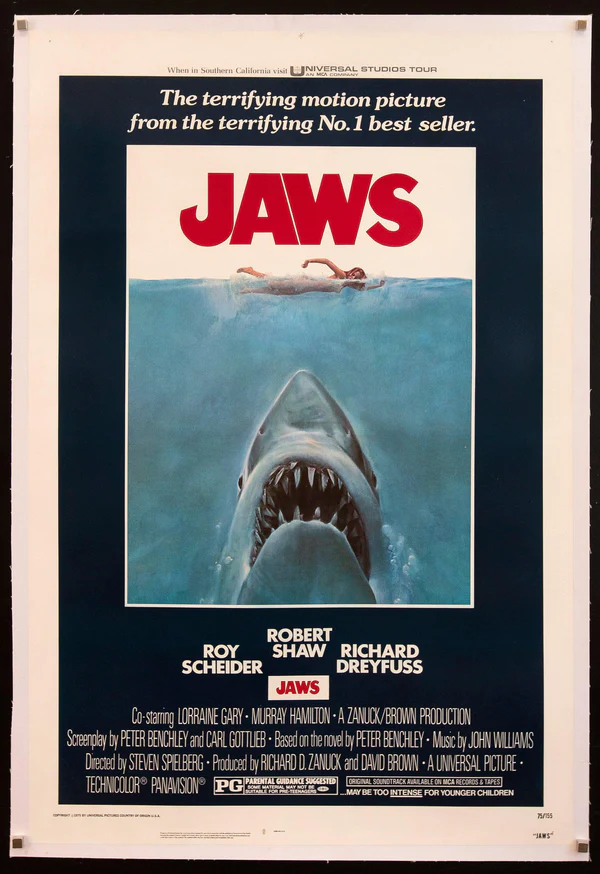 When in Southern California visit UNIVERSAL STUDIOS TOUR
AN MCA COMPANY
The terrifying motion picture
from the terrifying No. 1 best seller.
JAWS
ROY SCHEIDER
ROBERT SHAW
RICHARD DREYFUSS
JAWS
Co-starring LORRAINE GARY • MURRAY HAMILTON • A ZANUCK/BROWN PRODUCTION
Screenplay by PETER BENCHLEY and CARL GOTTLIEB • Based on the novel by PETER BENCHLEY • Music by JOHN WILLIAMS
Directed by STEVEN SPIELBERG • Produced by RICHARD D. ZANUCK and DAVID BROWN • A UNIVERSAL PICTURE •
TECHNICOLOR® PANAVISION®
PG PARENTAL GUIDANCE SUGGESTED
SOME MATERIAL MAY NOT BE
SUITABLE FOR PRE-TEENAGERS
ORIGINAL SOUNDTRACK AVAILABLE ON MCA RECORDS & TAPES
...MAY BE TOO INTENSE FOR YOUNGER CHILDREN
75/155
"JAWS"